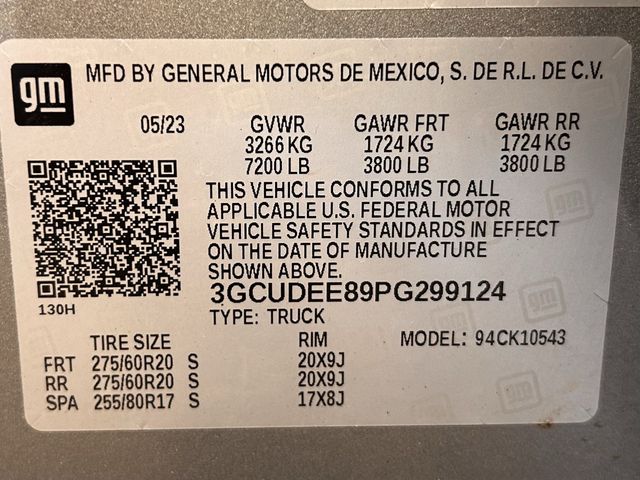 gm MFD BY GENERAL MOTORS DE MEXICO, S. DE R.L. DE C.V.
05/23 GVWR GAWR FRT GAWR RR
3266 KG 1724 KG 1724 KG
7200 LB 3800 LB 3800 LB
THIS VEHICLE CONFORMS TO ALL
APPLICABLE U.S. FEDERAL MOTOR
VEHICLE SAFETY STANDARDS IN EFFECT
ON THE DATE OF MANUFACTURE
SHOWN ABOVE.
3GCUDEE89PG299124
130H
TYPE: TRUCK
TIRE SIZE RIM MODEL: 94CK10543
FRT 275/60R20 S 20X9J
RR 275/60R20 S 20X9J
SPA 255/80R17 S 17X8J